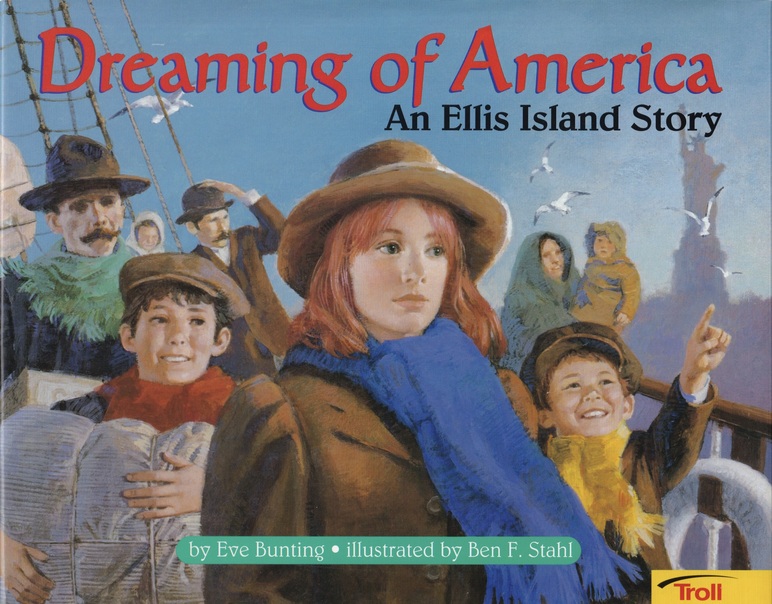 Dreaming of America
An Ellis Island Story
by Eve Bunting • illustrated by Ben F. Stahl
Troll